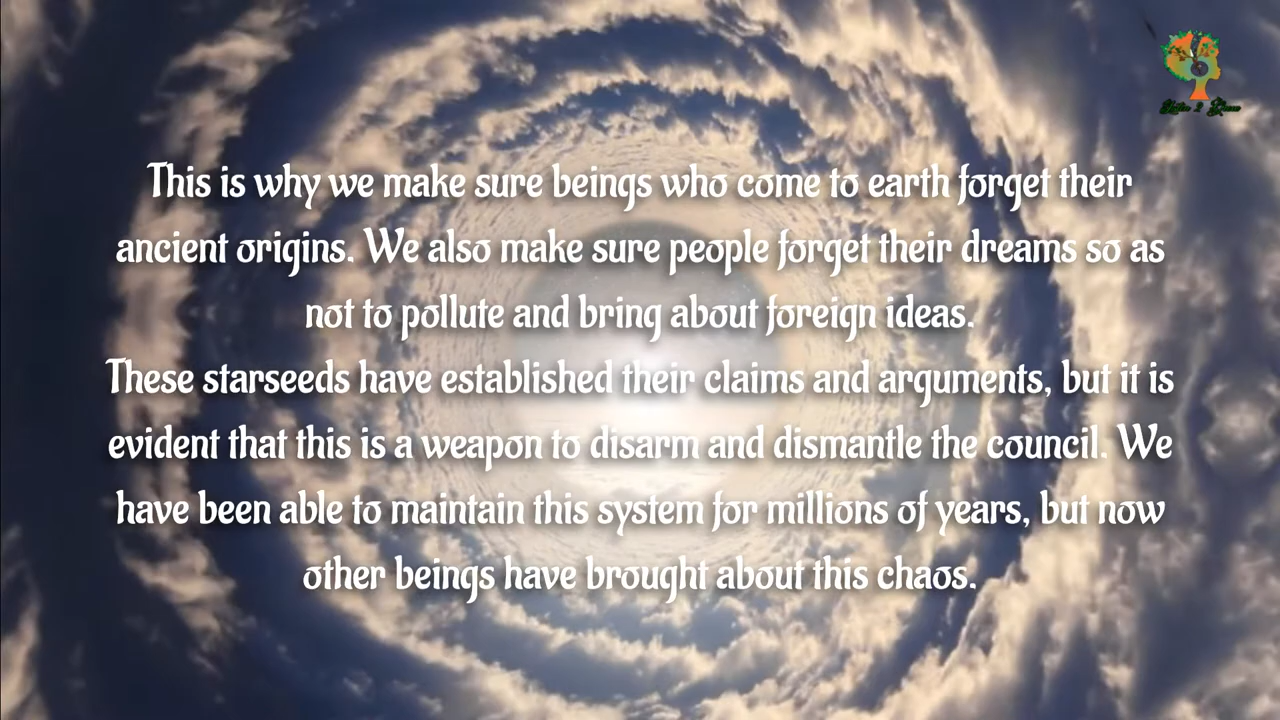 This is why we make sure beings who come to earth forget their
ancient origins. We also make sure people forget their dreams so as
not to pollute and bring about foreign ideas.
These starseeds have established their claims and arguments, but it is
evident that this is a weapon to disarm and dismantle the council. We
have been able to maintain this system for millions of years, but now
other beings have brought about this chaos.